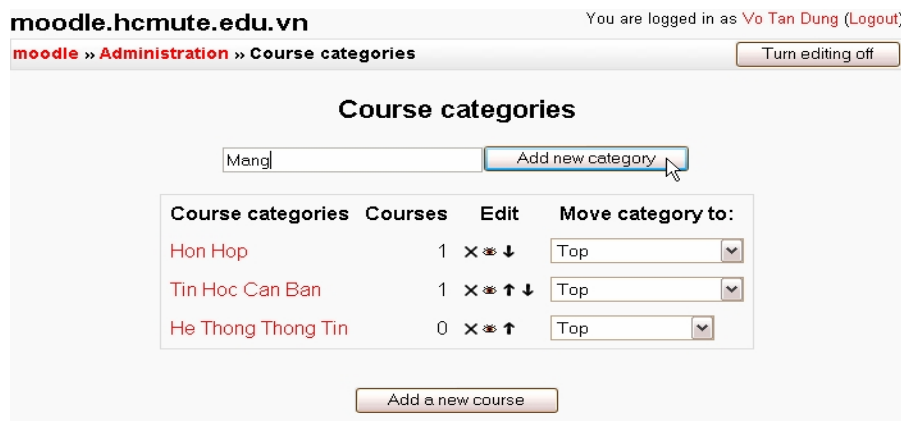 moodle.hcmute.edu.vn
You are logged in as Vo Tan Dung (Logout)
moodle » Administration » Course categories
Turn editing off
Course categories
Mang
Add new category
Course categories Courses Edit Move category to:
Hon Hop 1 Top
Tin Hoc Can Ban 1 Top
He Thong Thong Tin 0 Top
Add a new course